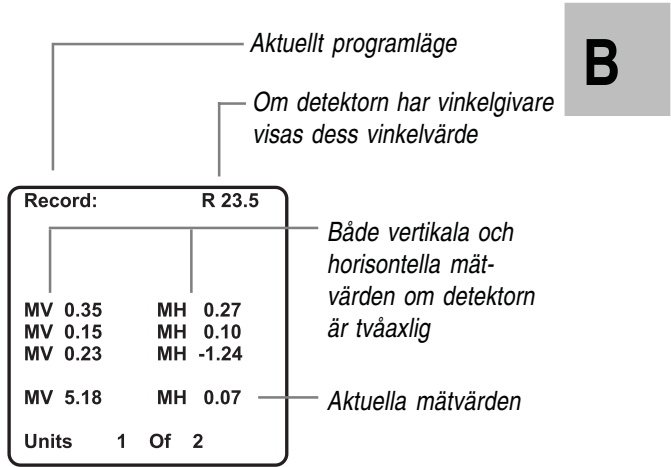 Aktuellt programläge
B
Om detektorn har vinkelgivare
visas dess vinkelvärde
Record: R 23.5
Både vertikala och
horisontella mät-
värden om detektorn
är tvåaxlig
MV 0.35 MH 0.27
MV 0.15 MH 0.10
MV 0.23 MH -1.24
MV 5.18 MH 0.07
Aktuella mätvärden
Units 1 Of 2